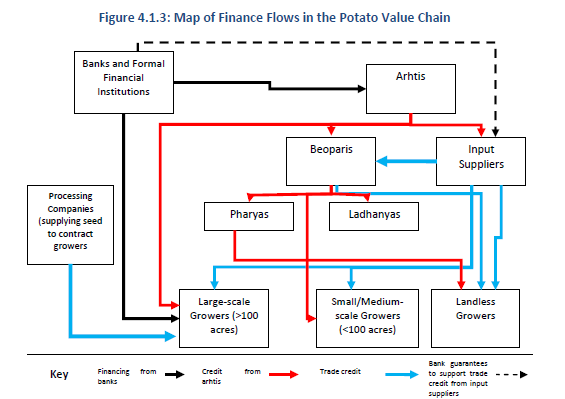 Figure 4.1.3: Map of Finance Flows in the Potato Value Chain
Banks and Formal
Financial
Institutions
Arhtis
Beoparis
Input
Suppliers
Processing
Companies
(supplying seed
to contract
growers
Pharyas
Ladhanyas
Large-scale
Growers (>100
acres)
Small/Medium-
scale Growers
(<100 acres)
Landless
Growers
Key
Financing from
banks
Credit from
arhtis
Trade credit
Bank guarantees
to support trade
credit from input
suppliers